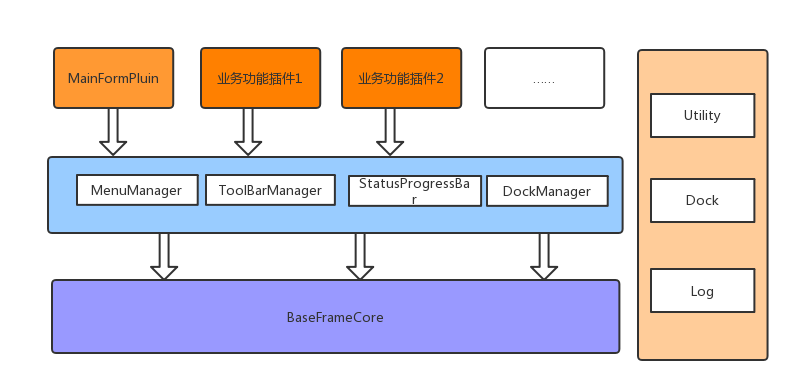 MainFormPluin
业务功能插件1
业务功能插件2
……
MenuManager
ToolBarManager
StatusProgressBa
r
DockManager
BaseFrameCore
Utility
Dock
Log